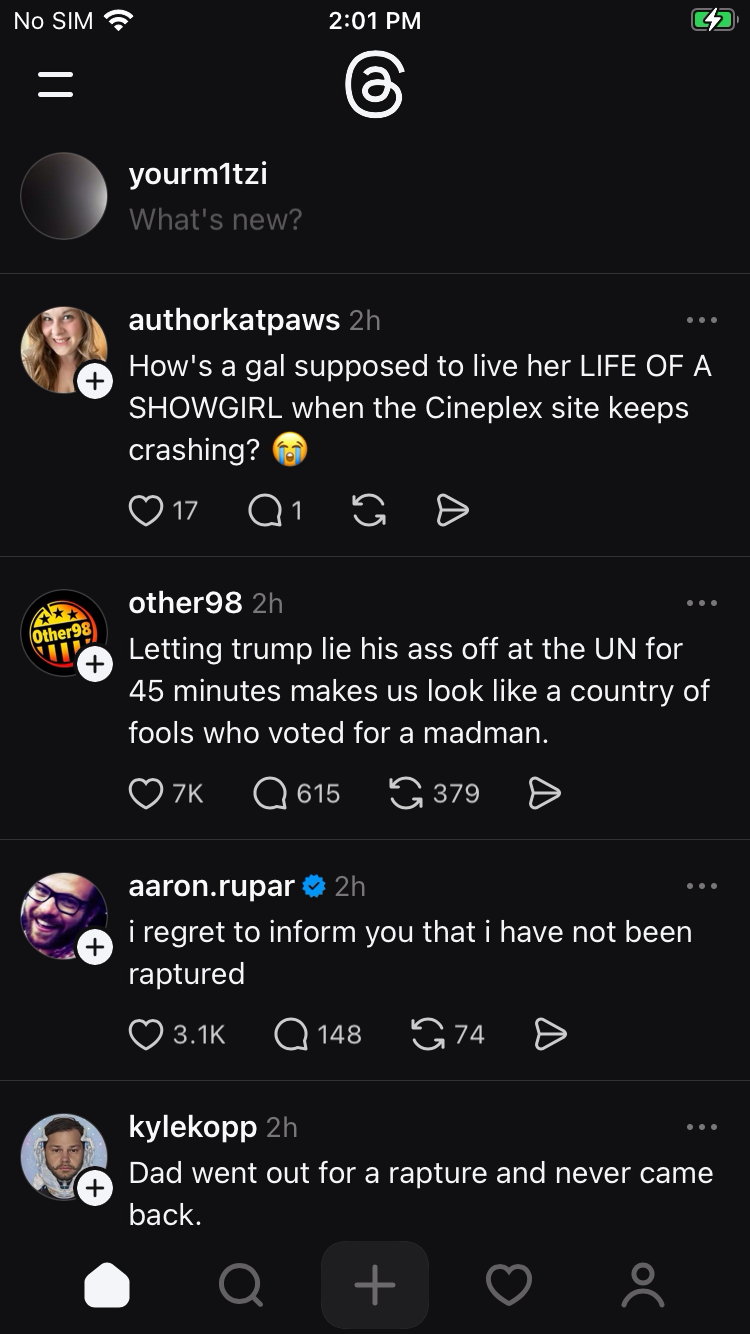 No SIM 2:01 PM
yourm1tzi
What's new?
authorkatpaws 2h
How's a gal supposed to live her LIFE OF A
SHOWGIRL when the Cineplex site keeps
crashing? 😭
17 1
Other98
other98 2h
Letting trump lie his ass off at the UN for
45 minutes makes us look like a country of
fools who voted for a madman.
7K 615 379
aaron.rupar 2h
i regret to inform you that i have not been
raptured
3.1K 148 74
kylekopp 2h
Dad went out for a rapture and never came
back.